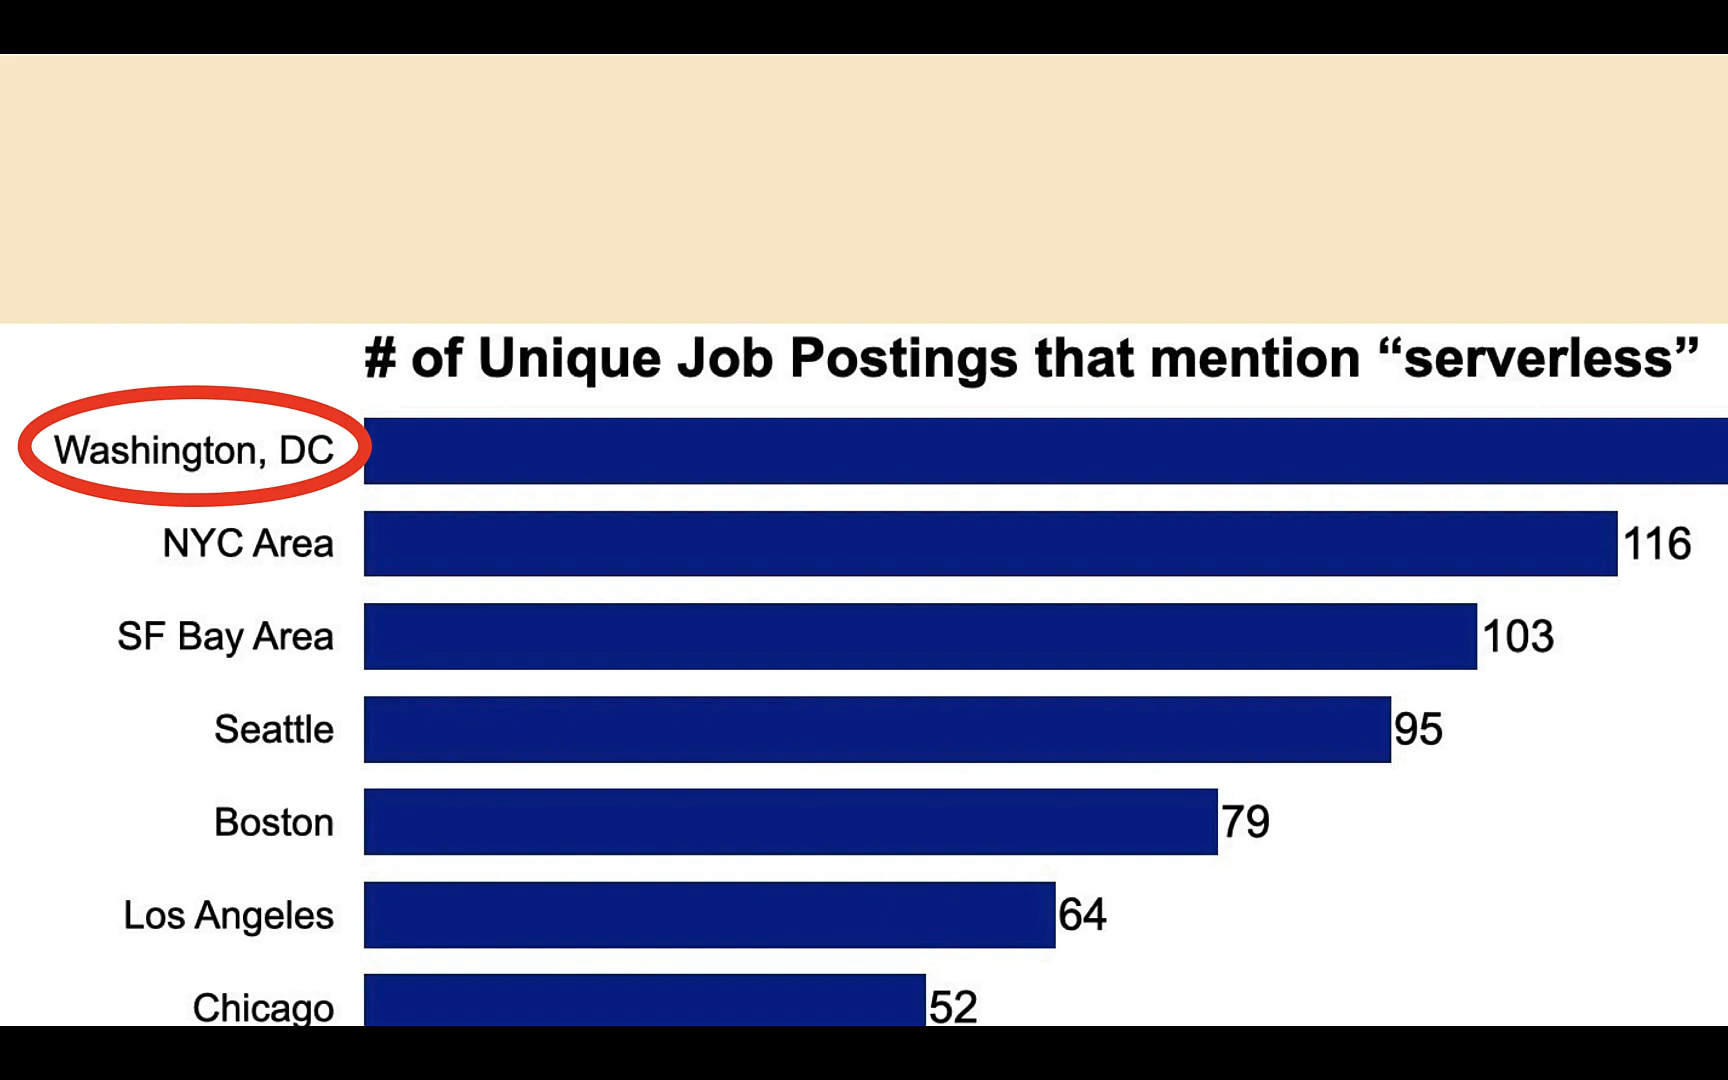 # of Unique Job Postings that mention “serverless”
Washington, DC
NYC Area 116
SF Bay Area 103
Seattle 95
Boston 79
Los Angeles 64
Chicago 52